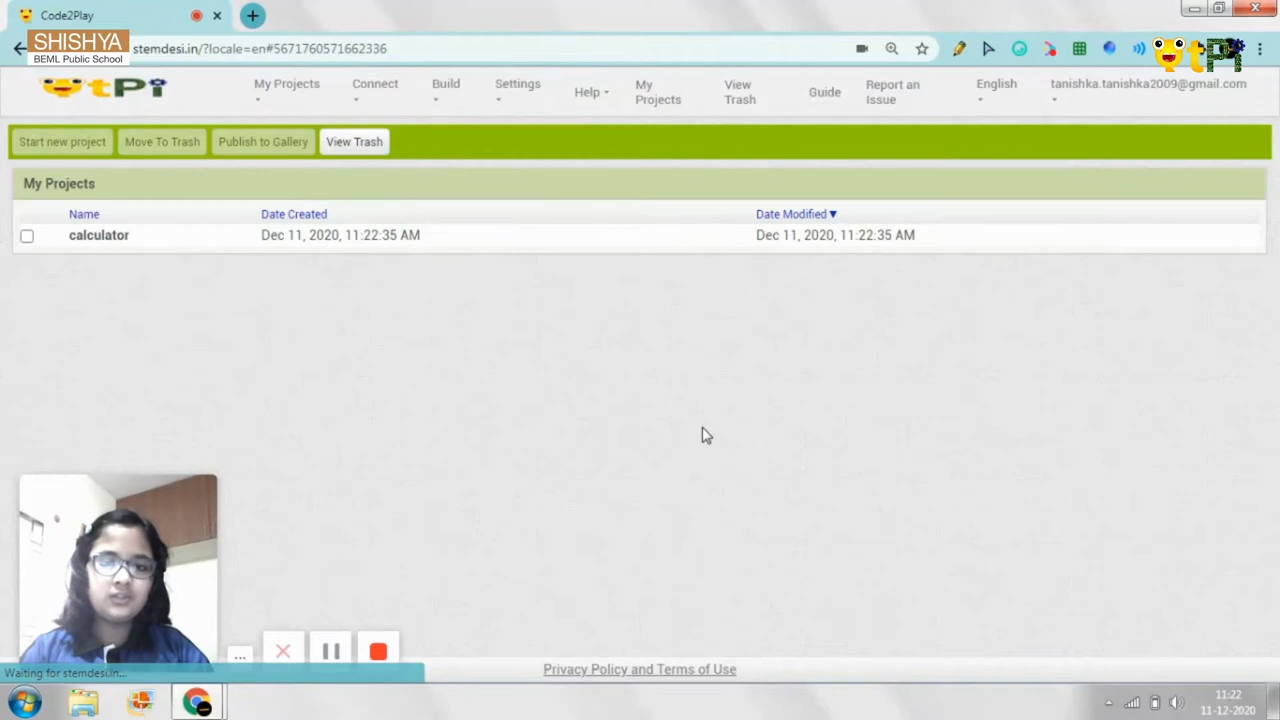 Code2Play
SHISHYA
BEML Public School
stemdesi.in/?locale=en#5671760571662336
tPi
tPi
My Projects
Connect
Build
Settings
Help
My Projects
View Trash
Guide
Report an Issue
English
tanishka.tanishka2009@gmail.com
Start new project
Move To Trash
Publish to Gallery
View Trash
My Projects
Name
Date Created
Date Modified
calculator
Dec 11, 2020, 11:22:35 AM
Dec 11, 2020, 11:22:35 AM
Waiting for stemdesi.in...
Privacy Policy and Terms of Use
11:22
11-12-2020